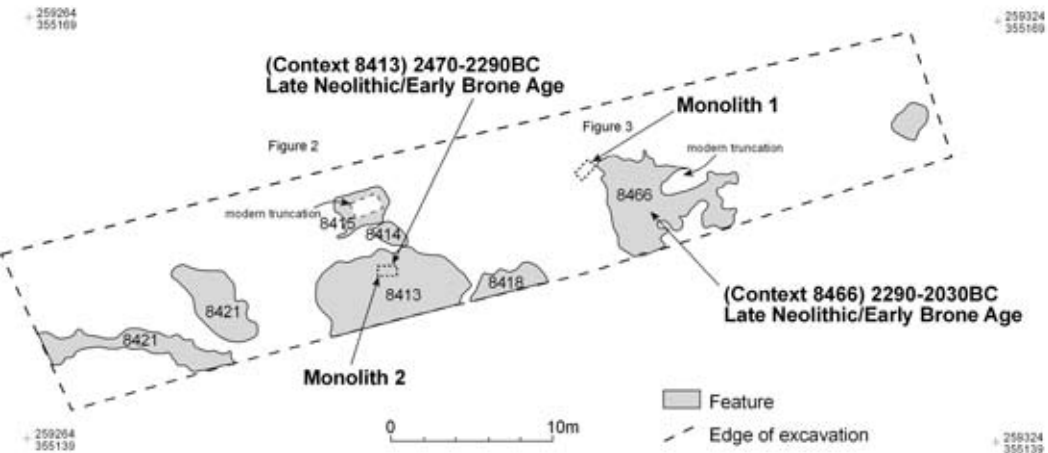 259264
355169
259324
355169
(Context 8413) 2470-2290BC
Late Neolithic/Early Brone Age
Monolith 1
Figure 3
Figure 2
modern truncation
8466
modern truncation
8415
8414
8413
8418
8421
8421
(Context 8466) 2290-2030BC
Late Neolithic/Early Brone Age
Monolith 2
Feature
0
10m
Edge of excavation
259264
355139
259324
355139